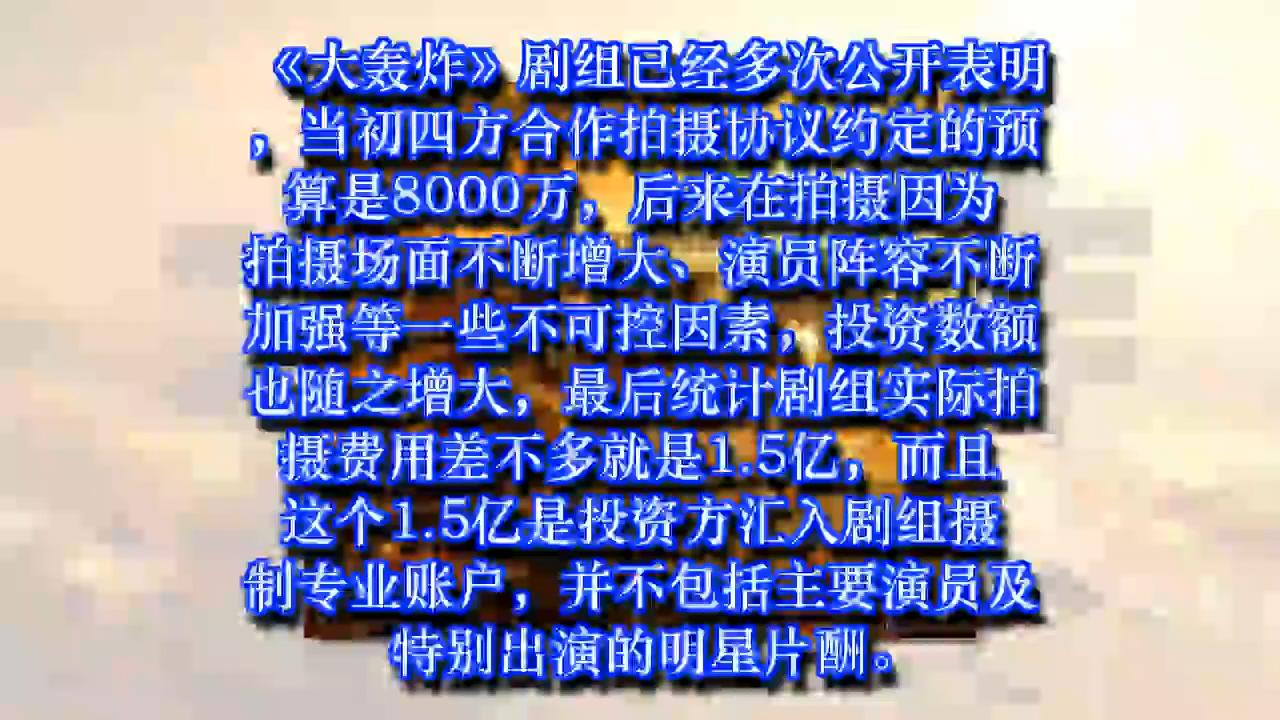 《大轰炸》剧组已经多次公开表明
，当初四方合作拍摄协议约定的预
算是8000万，后来在拍摄因为
拍摄场面不断增大、演员阵容不断
加强等一些不可控因素，投资数额
也随之增大，最后统计剧组实际拍
摄费用差不多就是1.5亿，而且
这个1.5亿是投资方汇入剧组摄
制专业账户，并不包括主要演员及
特别出演的明星片酬。